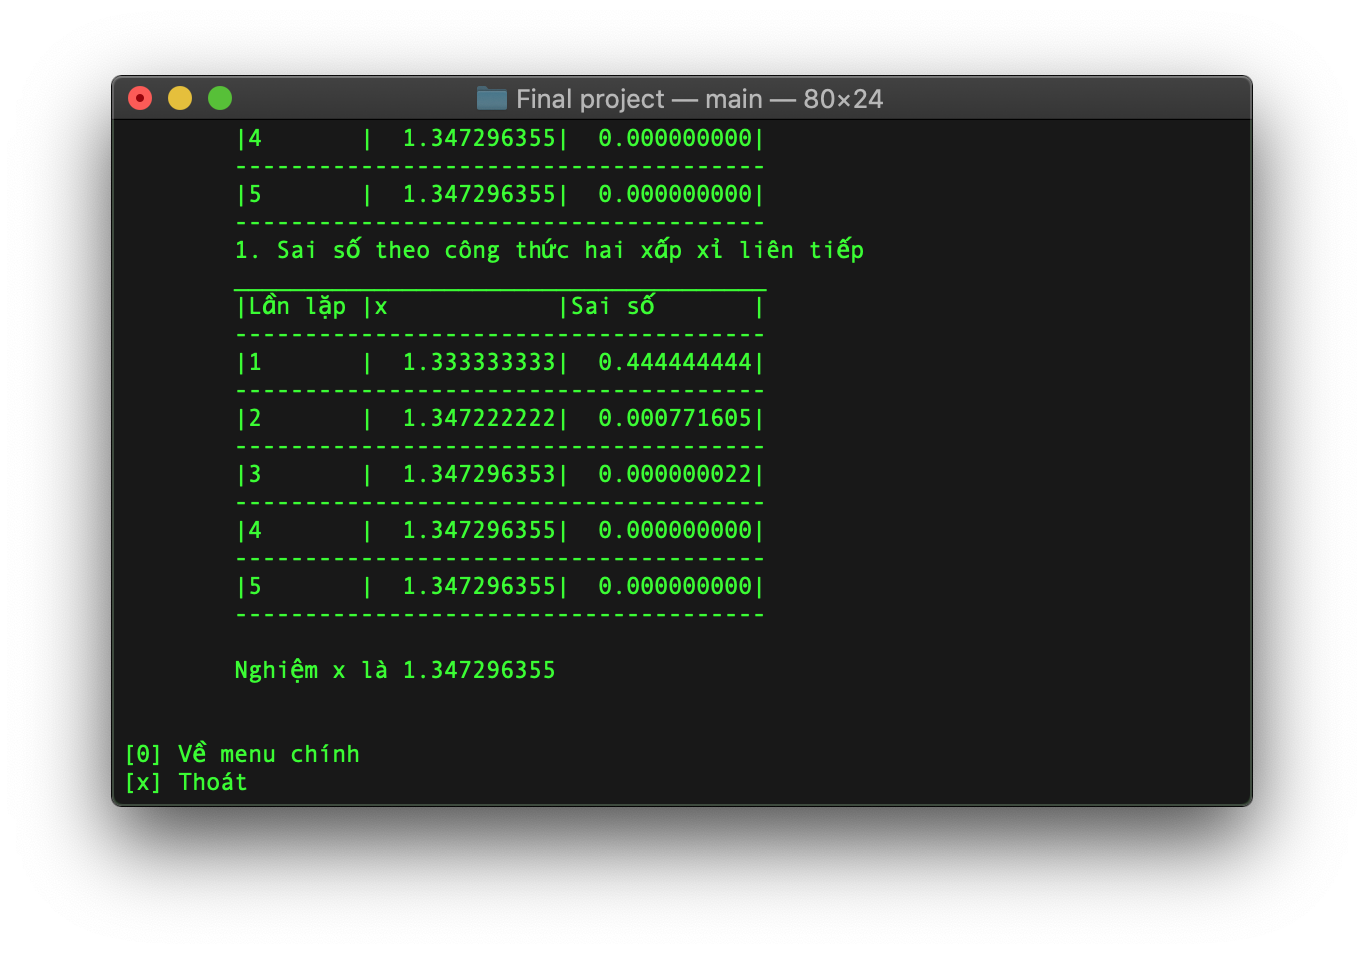 Final project — main — 80×24
|4       |  1.347296355|  0.000000000|
--------------------------------------
|5       |  1.347296355|  0.000000000|
--------------------------------------
1. Sai số theo công thức hai xấp xỉ liên tiếp
______________________________________
|Lần lặp |x            |Sai số       |
--------------------------------------
|1       |  1.333333333|  0.444444444|
--------------------------------------
|2       |  1.347222222|  0.000771605|
--------------------------------------
|3       |  1.347296353|  0.000000022|
--------------------------------------
|4       |  1.347296355|  0.000000000|
--------------------------------------
|5       |  1.347296355|  0.000000000|
--------------------------------------
Nghiệm x là 1.347296355
[0] Về menu chính
[x] Thoát